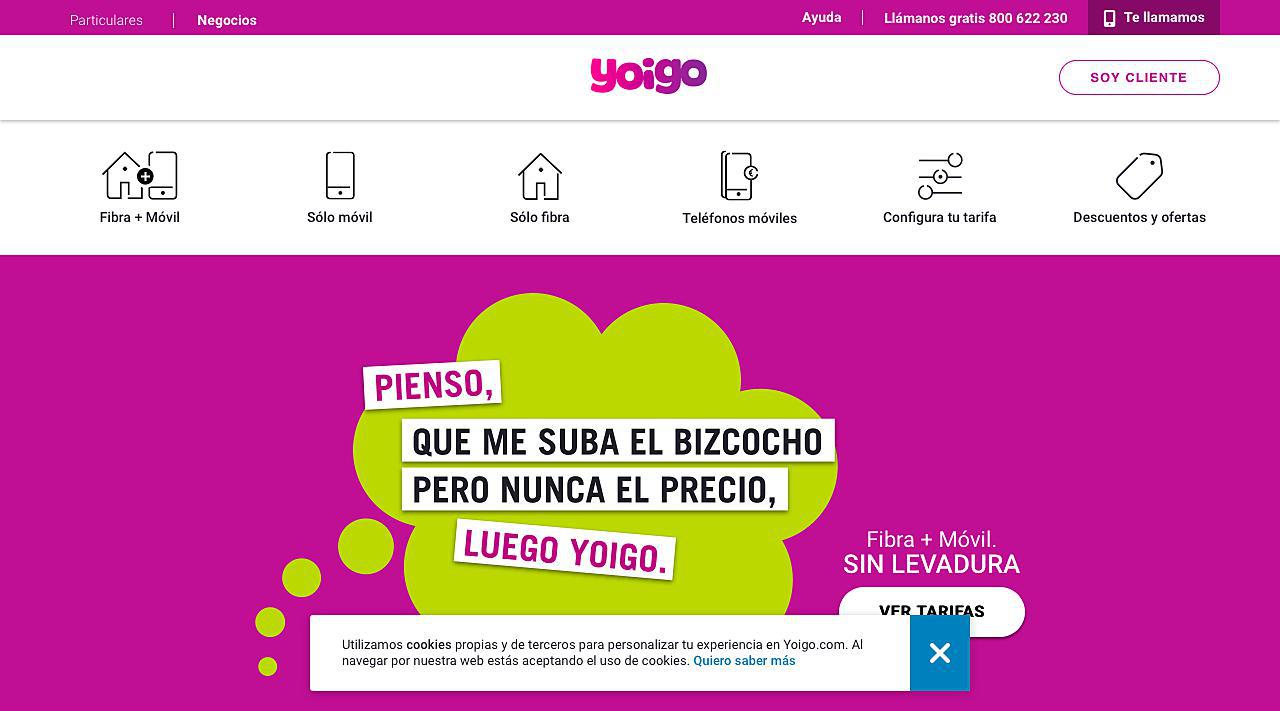 Particulares
Negocios
Ayuda
Llámanos gratis 800 622 230
Te llamamos
yoigo
SOY CLIENTE
Fibra + Móvil
Sólo móvil
Sólo fibra
Teléfonos móviles
Configura tu tarifa
Descuentos y ofertas
PIENSO,
QUE ME SUBA EL BIZCOCHO
PERO NUNCA EL PRECIO,
LUEGO YOIGO.
Fibra + Móvil.
SIN LEVADURA
VER TARIFAS
Utilizamos cookies propias y de terceros para personalizar tu experiencia en Yoigo.com. Al
navegar por nuestra web estás aceptando el uso de cookies. Quiero saber más